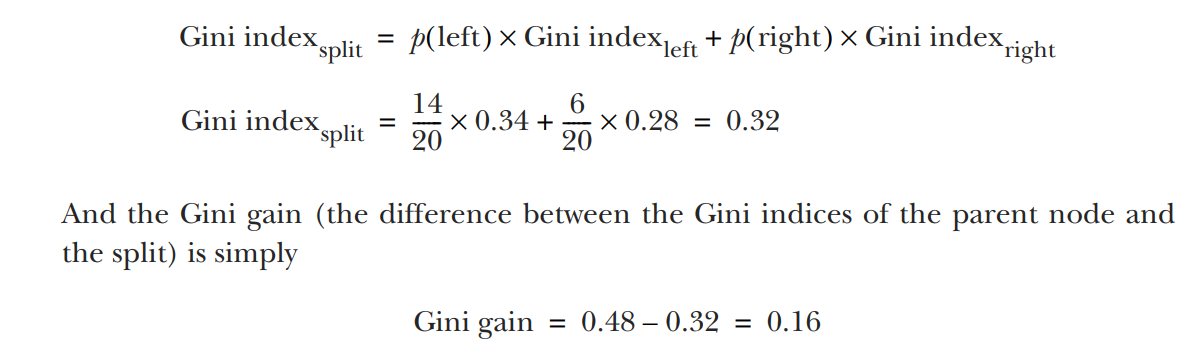 Gini index_split = p(left) × Gini index_left + p(right) × Gini index_right
Gini index_split = 14/20 × 0.34 + 6/20 × 0.28 = 0.32
And the Gini gain (the difference between the Gini indices of the parent node and
the split) is simply
Gini gain = 0.48 – 0.32 = 0.16